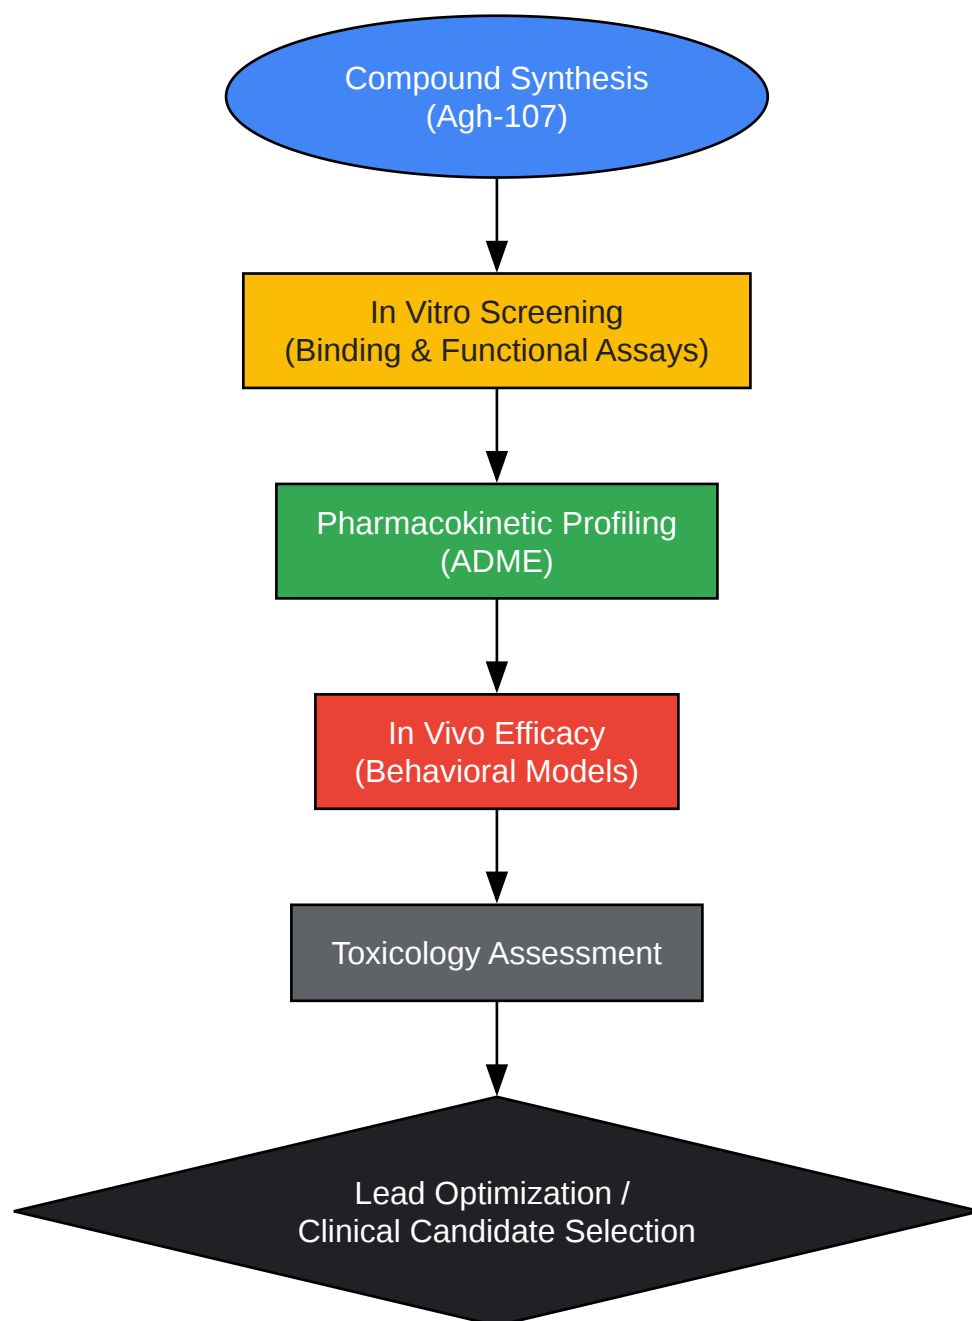 Compound Synthesis
(Agh-107)
In Vitro Screening
(Binding & Functional Assays)
Pharmacokinetic Profiling
(ADME)
In Vivo Efficacy
(Behavioral Models)
Toxicology Assessment
Lead Optimization /
Clinical Candidate Selection